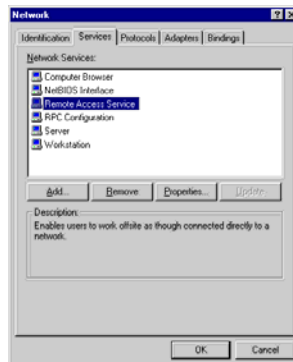 Network
Identification Services Protocols Adapters Bindings
Network Services:
Computer Browser
NetBIOS Interface
Remote Access Service
RPC Configuration
Server
Workstation
Add... Remove Properties... Update
Description:
Enables users to work offsite as though connected directly to a
network.
OK Cancel